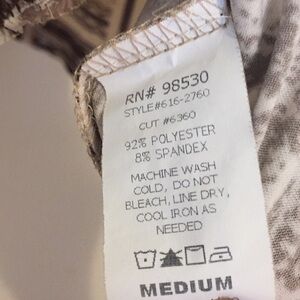 RN# 98530
STYLE#616-2760
CUT #6360
92% POLYESTER
8% SPANDEX
MACHINE WASH
COLD, DO NOT
BLEACH, LINE DRY,
COOL IRON AS
NEEDED
MEDIUM